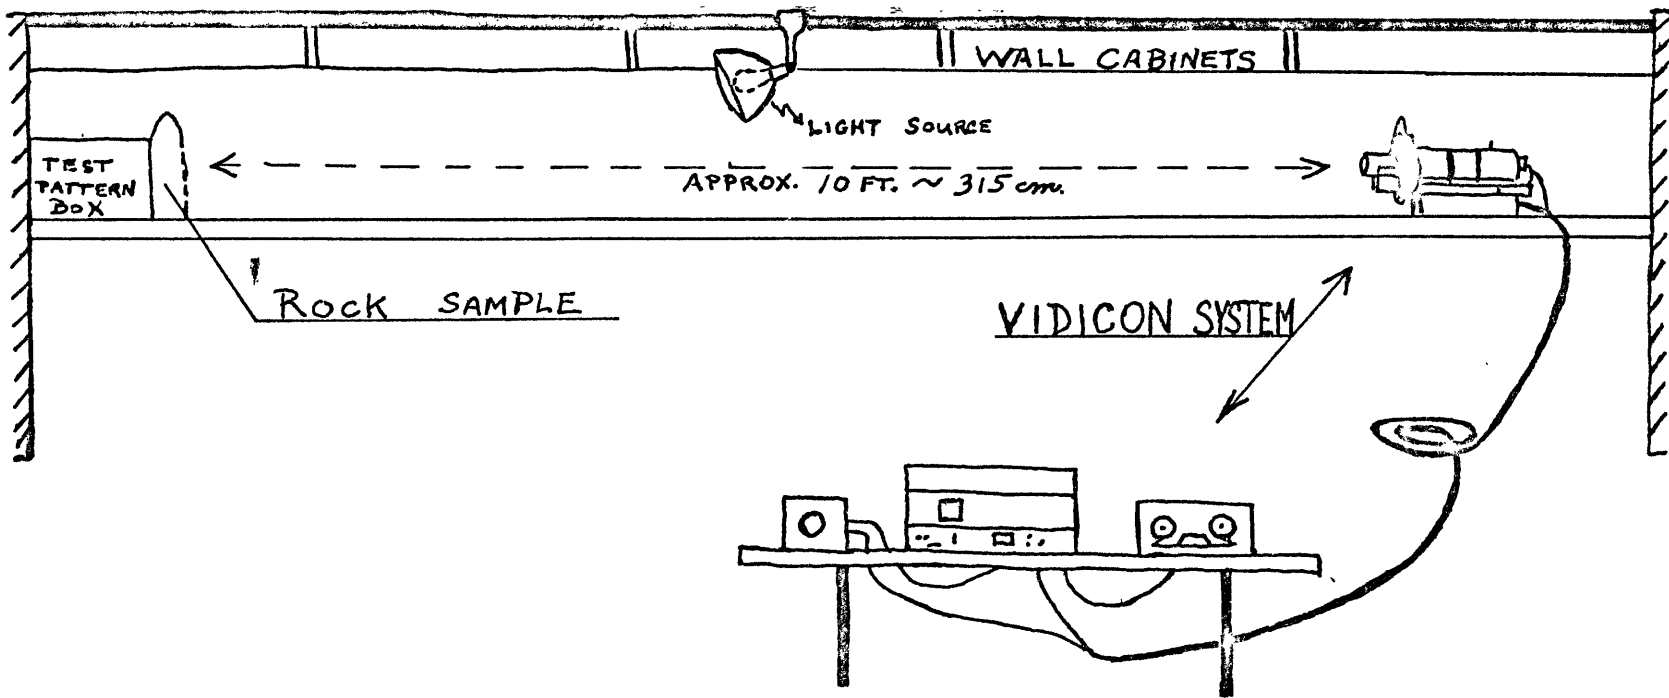 WALL CABINETS
LIGHT SOURCE
TEST
PATTERN
BOX
APPROX. 10 FT. ~ 315 cm.
ROCK SAMPLE
VIDICON SYSTEM